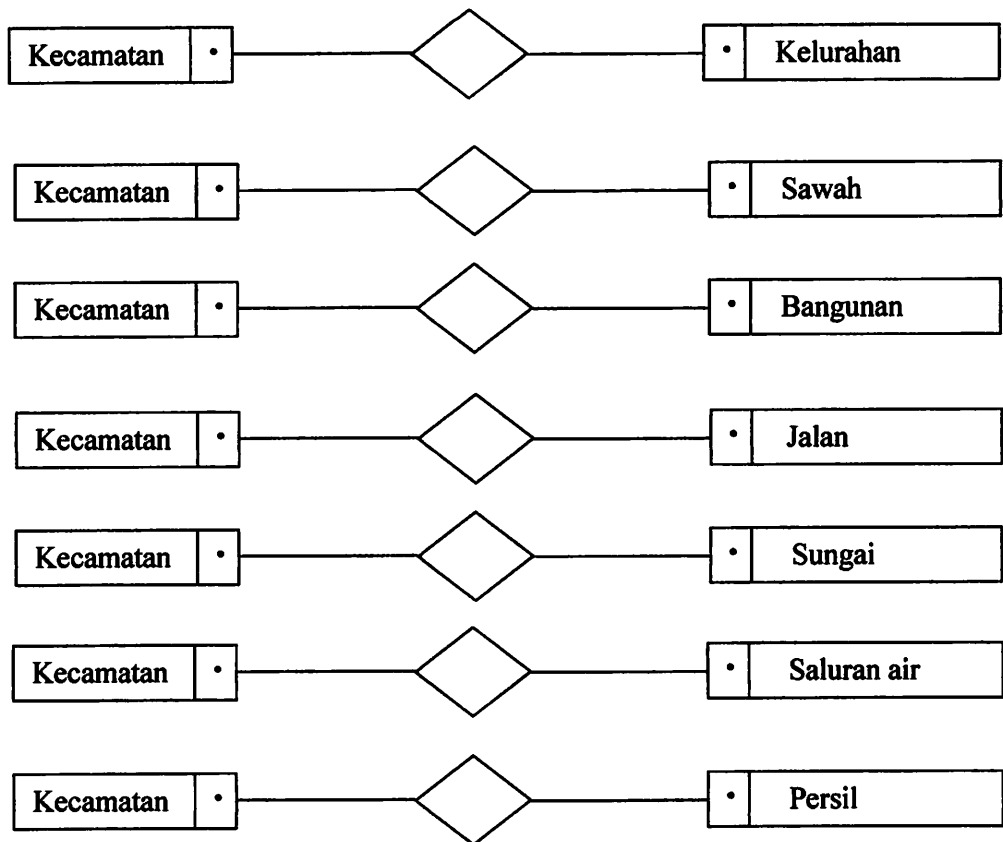 Kecamatan Kelurahan
Kecamatan Sawah
Kecamatan Bangunan
Kecamatan Jalan
Kecamatan Sungai
Kecamatan Saluran air
Kecamatan Persil